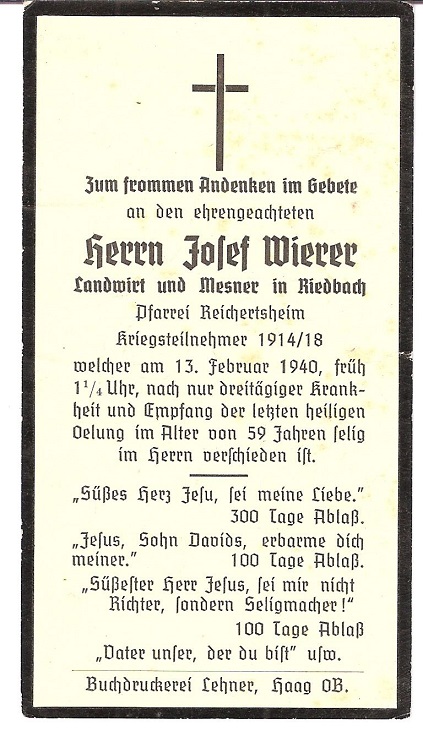 Zum frommen Andenken im Gebete
an den ehrengeachteten
Herrn Josef Wierer
Landwirt und Mesner in Riedbach
Pfarrei Reichertsheim
Kriegsteilnehmer 1914/18
welcher am 13. Februar 1940, früh
1¼ Uhr, nach nur dreitägiger Krank-
heit und Empfang der letzten heiligen
Oelung im Alter von 59 Jahren selig
im Herrn verschieden ist.
„Süßes Herz Jesu, sei meine Liebe.“
300 Tage Ablaß.
„Jesus, Sohn Davids, erbarme dich
meiner.“ 100 Tage Ablaß.
„Süßester Herr Jesus, sei mir nicht
Richter, sondern Seligmacher!“
100 Tage Ablaß
„Vater unser, der du bist“ usw.
Buchdruckerei Lehner, Haag OB.